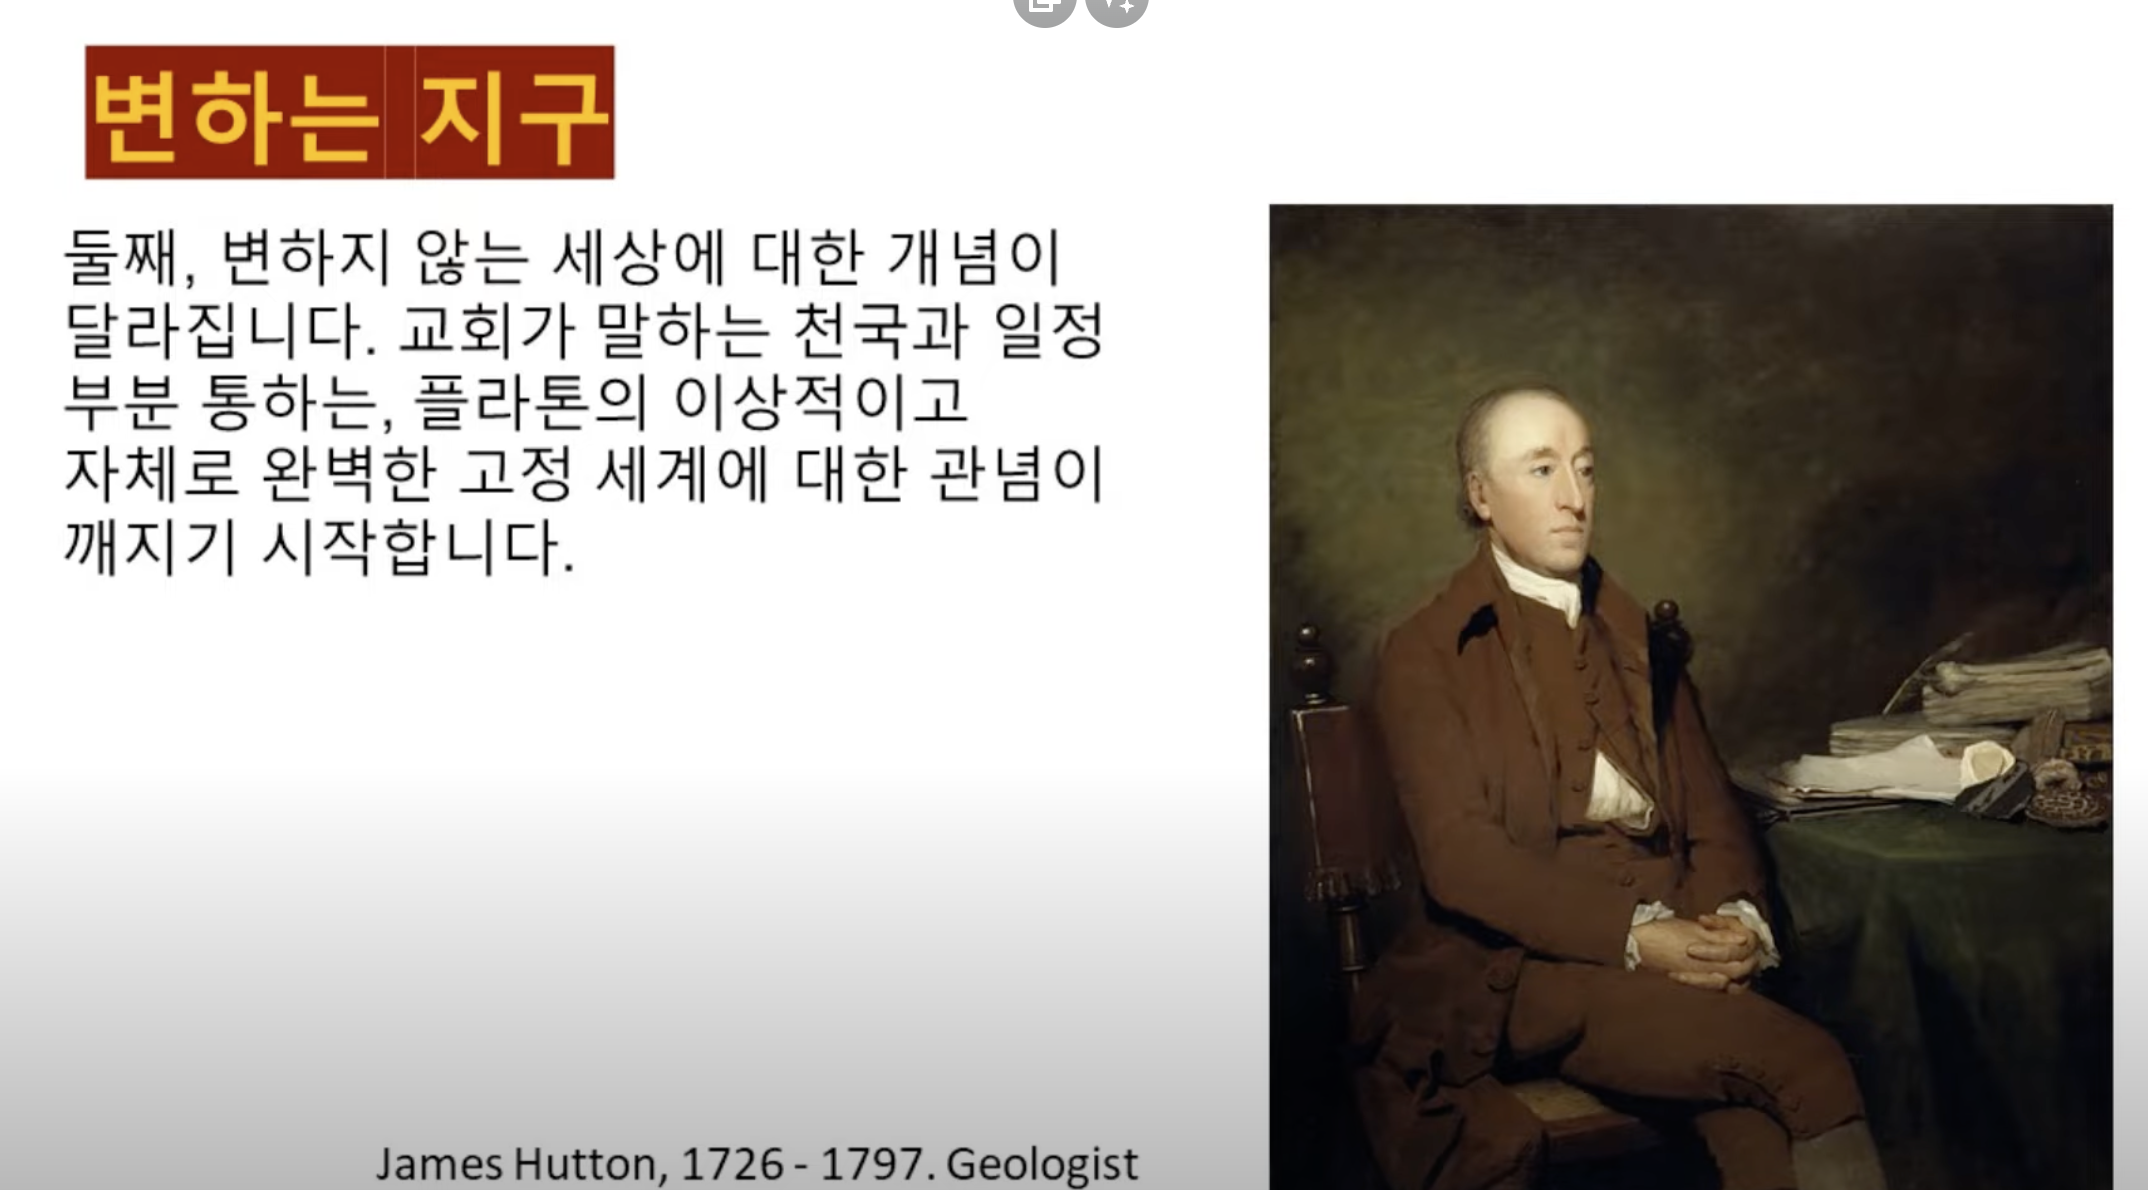 변하는 지구
둘째, 변하지 않는 세상에 대한 개념이
달라집니다. 교회가 말하는 천국과 일정
부분 통하는, 플라톤의 이상적이고
자체로 완벽한 고정 세계에 대한 관념이
깨지기 시작합니다.
James Hutton, 1726 - 1797. Geologist